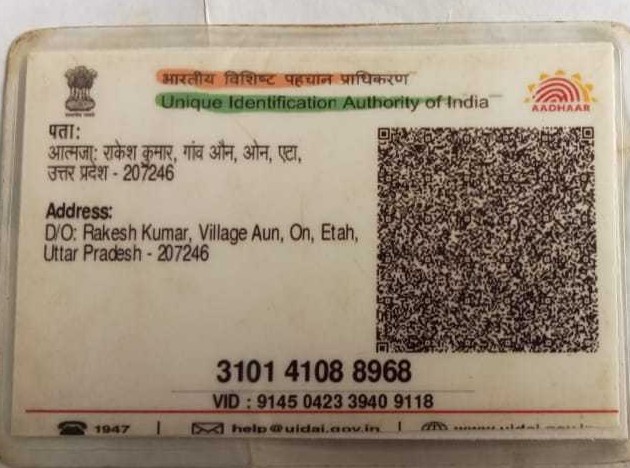 भारतीय विशिष्ट पहचान प्राधिकरण
Unique Identification Authority of India
AADHAAR
पता:
आत्मजा: राकेश कुमार, गांव औन, ओन, एटा,
उत्तर प्रदेश - 207246
Address:
D/O: Rakesh Kumar, Village Aun, On, Etah,
Uttar Pradesh - 207246
3101 4108 8968
VID : 9145 0423 3940 9118
1947 | help@uidai.gov.in |